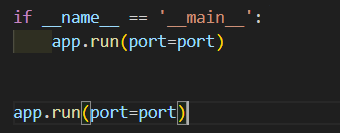 if __name__ == '__main__':
    app.run(port=port)
app.run(port=port)